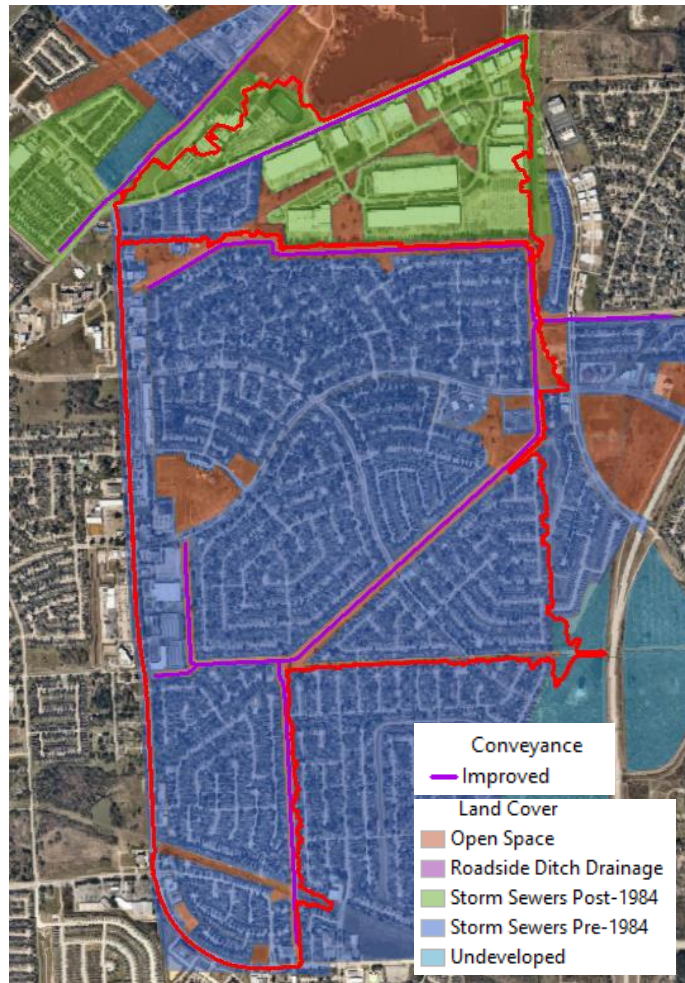 Conveyance
Improved
Land Cover
Open Space
Roadside Ditch Drainage
Storm Sewers Post-1984
Storm Sewers Pre-1984
Undeveloped